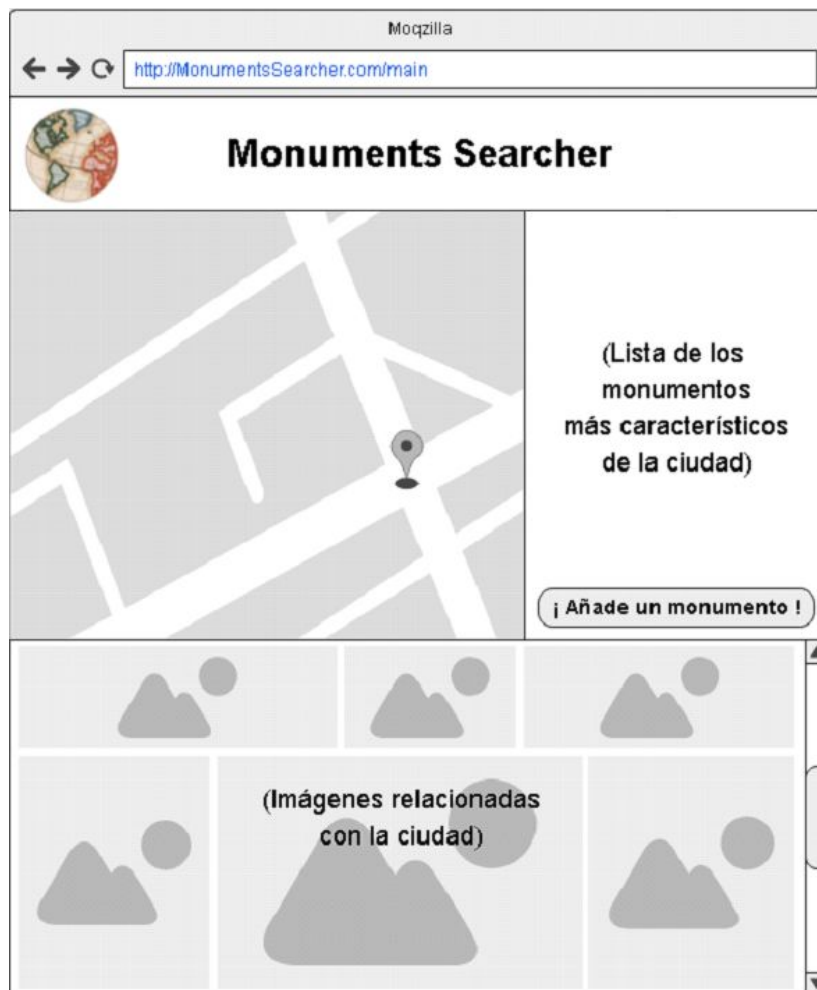 Moqzilla
http://MonumentsSearcher.com/main
Monuments Searcher
(Lista de los
monumentos
más característicos
de la ciudad)
¡ Añade un monumento !
(Imágenes relacionadas
con la ciudad)